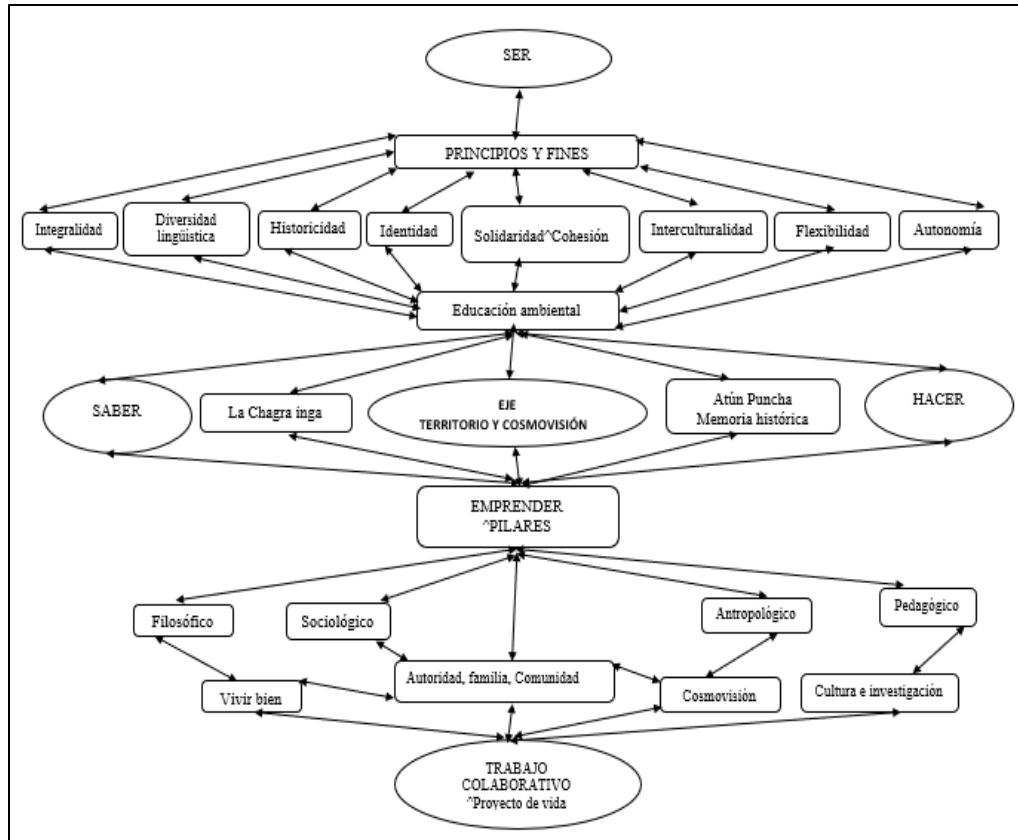 SER
PRINCIPIOS Y FINES
Integralidad
Diversidad
lingüistica
Historicidad
Identidad
Solidaridad^Cohesión
Interculturalidad
Flexibilidad
Autonomía
Educación ambiental
SABER
La Chagra inga
EJE
TERRITORIO Y COSMOVISIÓN
Atún Puncha
Memoria histórica
HACER
EMPRENDER
^PILARES
Filosófico
Sociológico
Antropológico
Pedagógico
Vivir bien
Autoridad, familia, Comunidad
Cosmovisión
Cultura e investigación
TRABAJO
COLABORATIVO
^Proyecto de vida